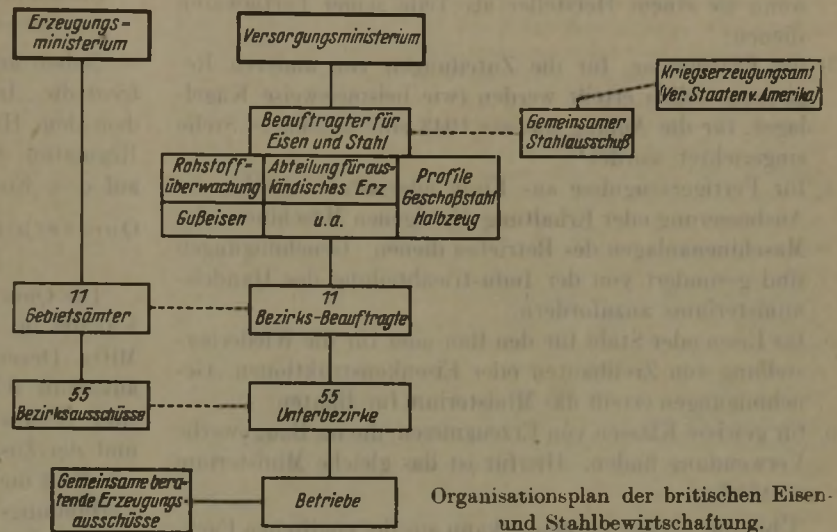 Erzeugungs-
ministerium
Versorgungsministerium
Kriegserzeugungsamt
(Ver. Staaten v. Amerika)
Beauftragter für
Eisen und Stahl
Gemeinsamer
Stahlausschuß
Rohstoff-
überwachung
Abteilung für aus-
ländisches Erz
Profile
Geschoßstahl
Halbzeug
Gußeisen
u.a.
11
Gebietsämter
11
Bezirks-Beauftragte
55
Bezirksausschüsse
55
Unterbezirke
Gemeinsame bera-
tende Erzeugungs-
ausschüsse
Betriebe
Organisationsplan der britischen Eisen-
und Stahlbewirtschaftung.